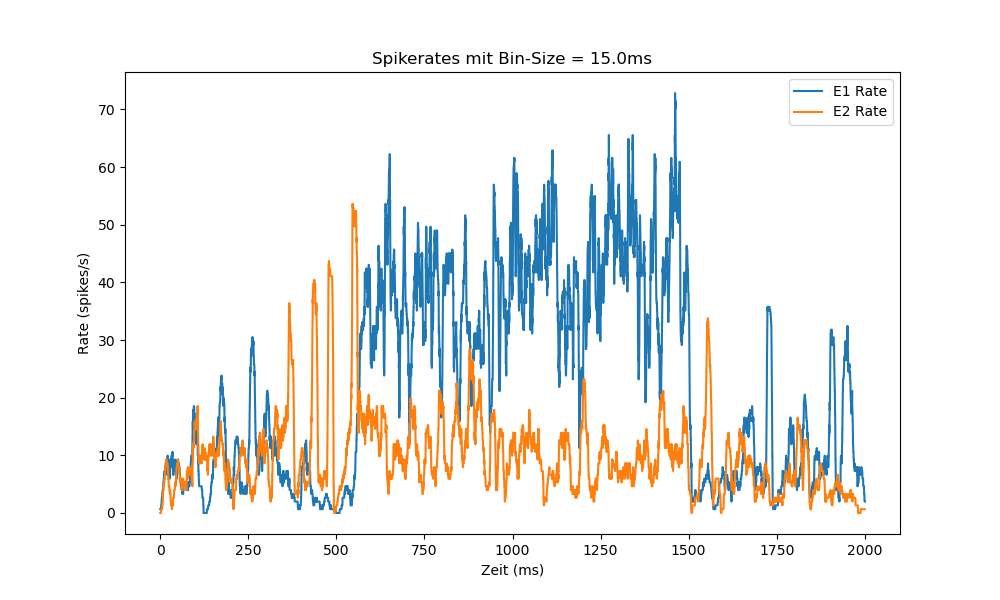 Spikerates mit Bin-Size = 15.0ms
E1 Rate
E2 Rate
70
60
50
40
30
20
10
0
Rate (spikes/s)
0 250 500 750 1000 1250 1500 1750 2000
Zeit (ms)